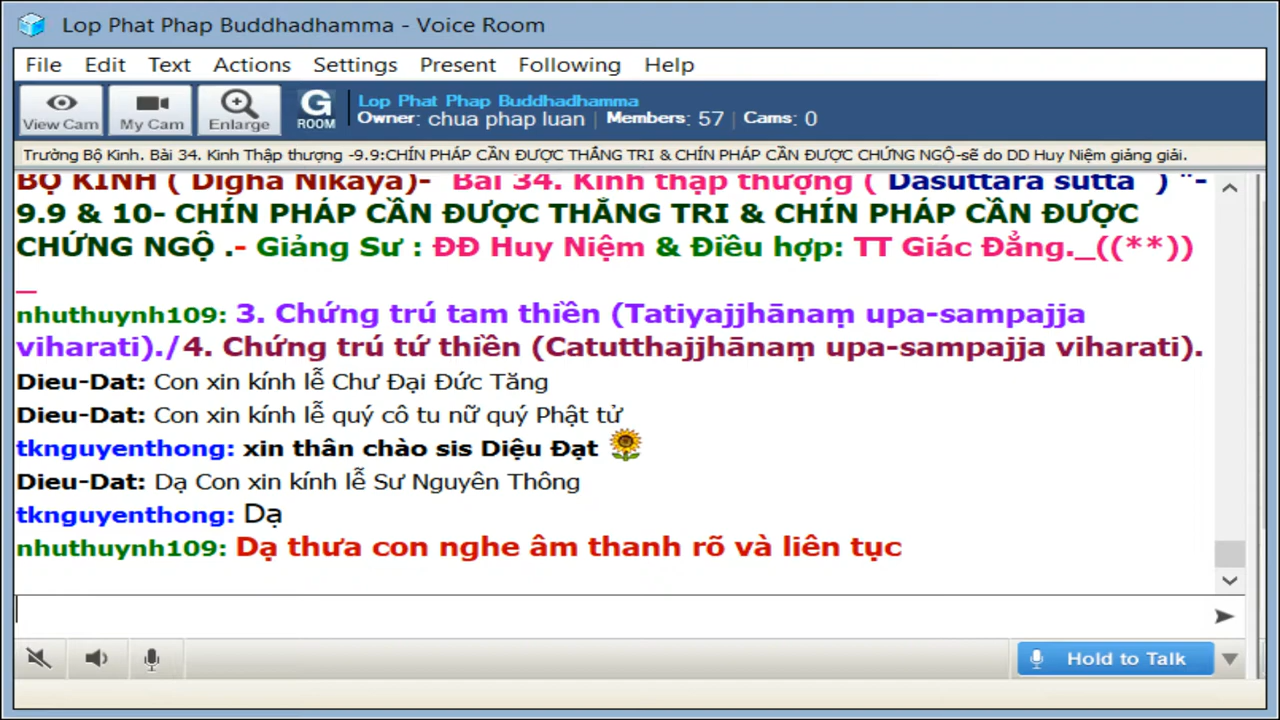 Lop Phat Phap Buddhadhamma - Voice Room
File Edit Text Actions Settings Present Following Help
View Cam My Cam Enlarge G ROOM
Lop Phat Phap Buddhadhamma
Owner: chua phap luan | Members: 57 | Cams: 0
Trường Bộ Kinh. Bài 34. Kinh Thập thượng -9.9:CHÍN PHÁP CẦN ĐƯỢC THẮNG TRI & CHÍN PHÁP CẦN ĐƯỢC CHỨNG NGỘ-sẽ do DD Huy Niệm giảng giải.
BỘ KINH ( Digha Nikaya)- "Bài 34. Kinh thập thượng ( Dasuttara sutta ) "-
9.9 & 10- CHÍN PHÁP CẦN ĐƯỢC THẮNG TRI & CHÍN PHÁP CẦN ĐƯỢC
CHỨNG NGỘ .- Giảng Sư : ĐĐ Huy Niệm & Điều hợp: TT Giác Đẳng._((**))
_
nhuthuynh109: 3. Chứng trú tam thiền (Tatiyajjhānaṃ upa-sampajja
viharati)./4. Chứng trú tứ thiền (Catutthajjhānaṃ upa-sampajja viharati).
Dieu-Dat: Con xin kính lễ Chư Đại Đức Tăng
Dieu-Dat: Con xin kính lễ quý cô tu nữ quý Phật tử
tknguyenthong: xin thân chào sis Diệu Đạt
Dieu-Dat: Dạ Con xin kính lễ Sư Nguyên Thông
tknguyenthong: Dạ
nhuthuynh109: Dạ thưa con nghe âm thanh rõ và liên tục
Hold to Talk